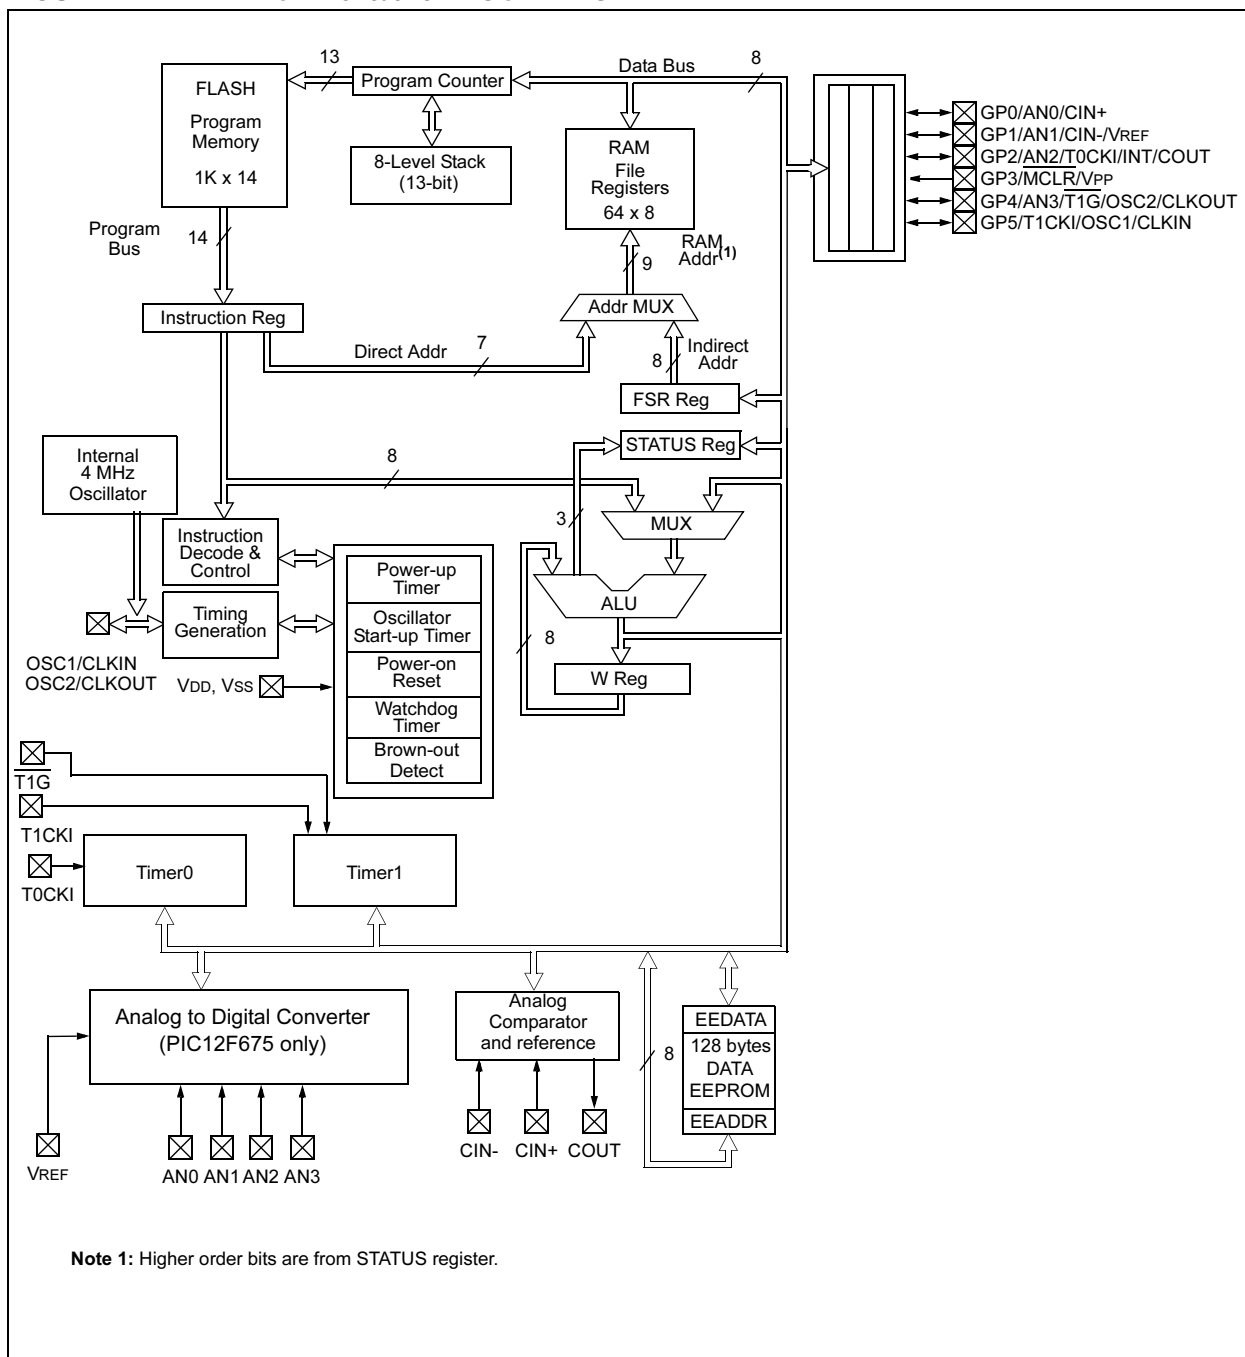 13
Data Bus
8
FLASH
Program
Memory
1K x 14
Program Counter
8-Level Stack
(13-bit)
RAM
File
Registers
64 x 8
GP0/AN0/CIN+
GP1/AN1/CIN-/VREF
GP2/AN2/T0CKI/INT/COUT
GP3/MCLR/VPP
GP4/AN3/T1G/OSC2/CLKOUT
GP5/T1CKI/OSC1/CLKIN
Program
Bus
14
RAM
Addr(1)
9
Addr MUX
Instruction Reg
Direct Addr
7
8
Indirect
Addr
FSR Reg
STATUS Reg
Internal
4 MHz
Oscillator
8
3
MUX
Instruction
Decode &
Control
Power-up
Timer
ALU
Timing
Generation
Oscillator
Start-up Timer
8
OSC1/CLKIN
OSC2/CLKOUT
VDD, VSS
Power-on
Reset
W Reg
Watchdog
Timer
Brown-out
Detect
T1G
T1CKI
T0CKI
Timer0
Timer1
Analog to Digital Converter
(PIC12F675 only)
Analog
Comparator
and reference
8
EEDATA
128 bytes
DATA
EEPROM
EEADDR
VREF
AN0 AN1 AN2 AN3
CIN- CIN+ COUT
Note 1: Higher order bits are from STATUS register.